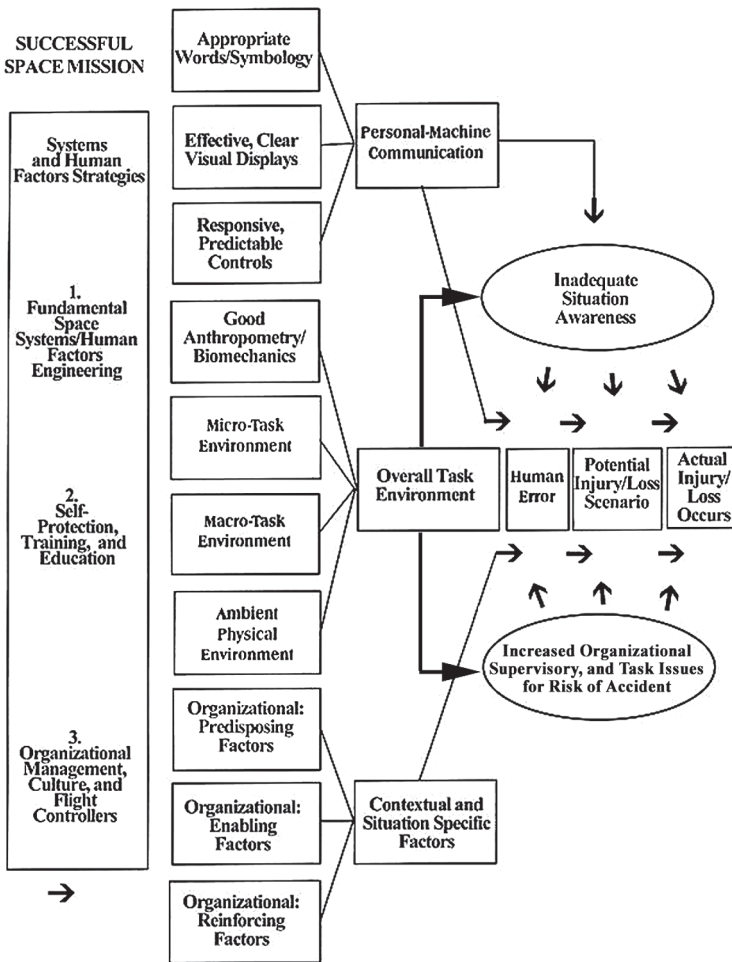 SUCCESSFUL
SPACE MISSION
Systems
and Human
Factors Strategies
1.
Fundamental
Space
Systems/Human
Factors
Engineering
2.
Self-
Protection,
Training, and
Education
3.
Organizational
Management,
Culture, and
Flight
Controllers
Appropriate
Words/Symbology
Effective, Clear
Visual Displays
Responsive,
Predictable
Controls
Good
Anthropometry/
Biomechanics
Micro-Task
Environment
Macro-Task
Environment
Ambient
Physical
Environment
Organizational:
Predisposing
Factors
Organizational:
Enabling
Factors
Organizational:
Reinforcing
Factors
Personal-Machine
Communication
Overall Task
Environment
Contextual and
Situation Specific
Factors
Inadequate
Situation
Awareness
Human
Error
Potential
Injury/Loss
Scenario
Actual
Injury/
Loss
Occurs
Increased Organizational
Supervisory, and Task Issues
for Risk of Accident